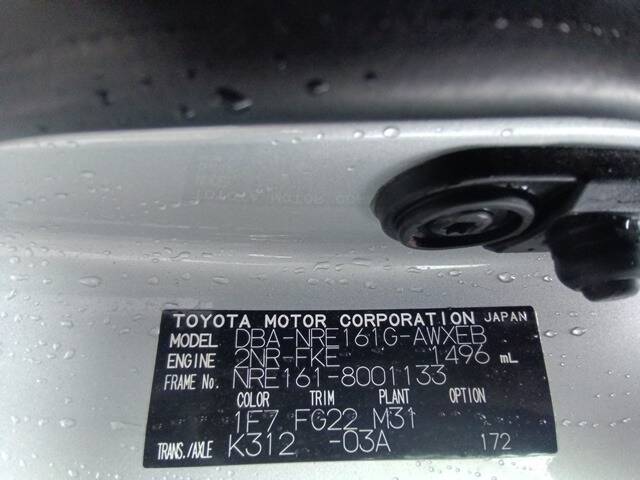 TOYOTA MOTOR CORPORATION JAPAN
MODEL DBA-NRE161G-AWXEB
ENGINE 2NR-FKE 1496 mL
FRAME No. NRE161-8001133
COLOR TRIM PLANT OPTION
1E7 FG22 M31
TRANS./AXLE K312 -03A 172